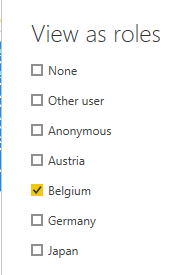 View as roles
None
Other user
Anonymous
Austria
Belgium
Germany
Japan